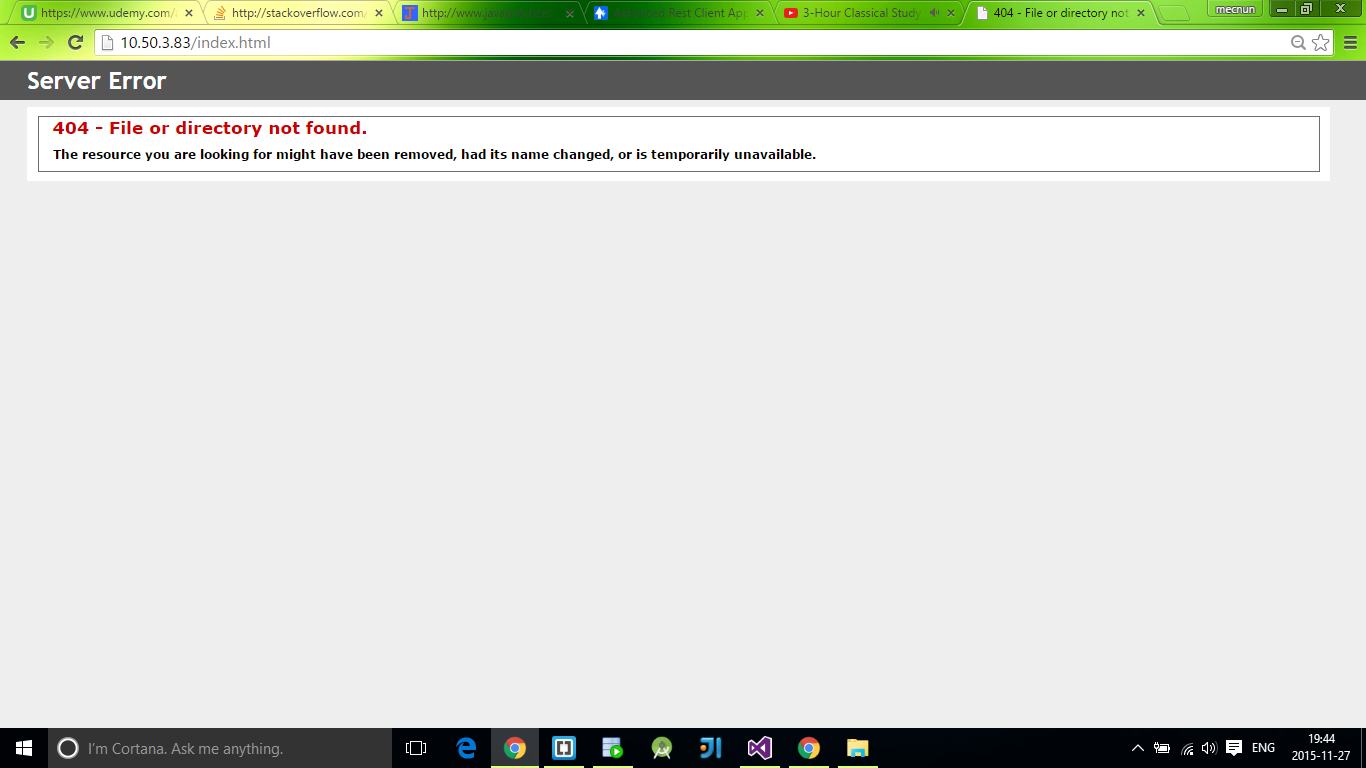 https://www.udemy.com/
http://stackoverflow.com/
http://www.java
Advanced Rest Client App
3-Hour Classical Study
404 - File or directory not
mecnun
10.50.3.83/index.html
Server Error
404 - File or directory not found.
The resource you are looking for might have been removed, had its name changed, or is temporarily unavailable.
I'm Cortana. Ask me anything.
ENG
19:44
2015-11-27